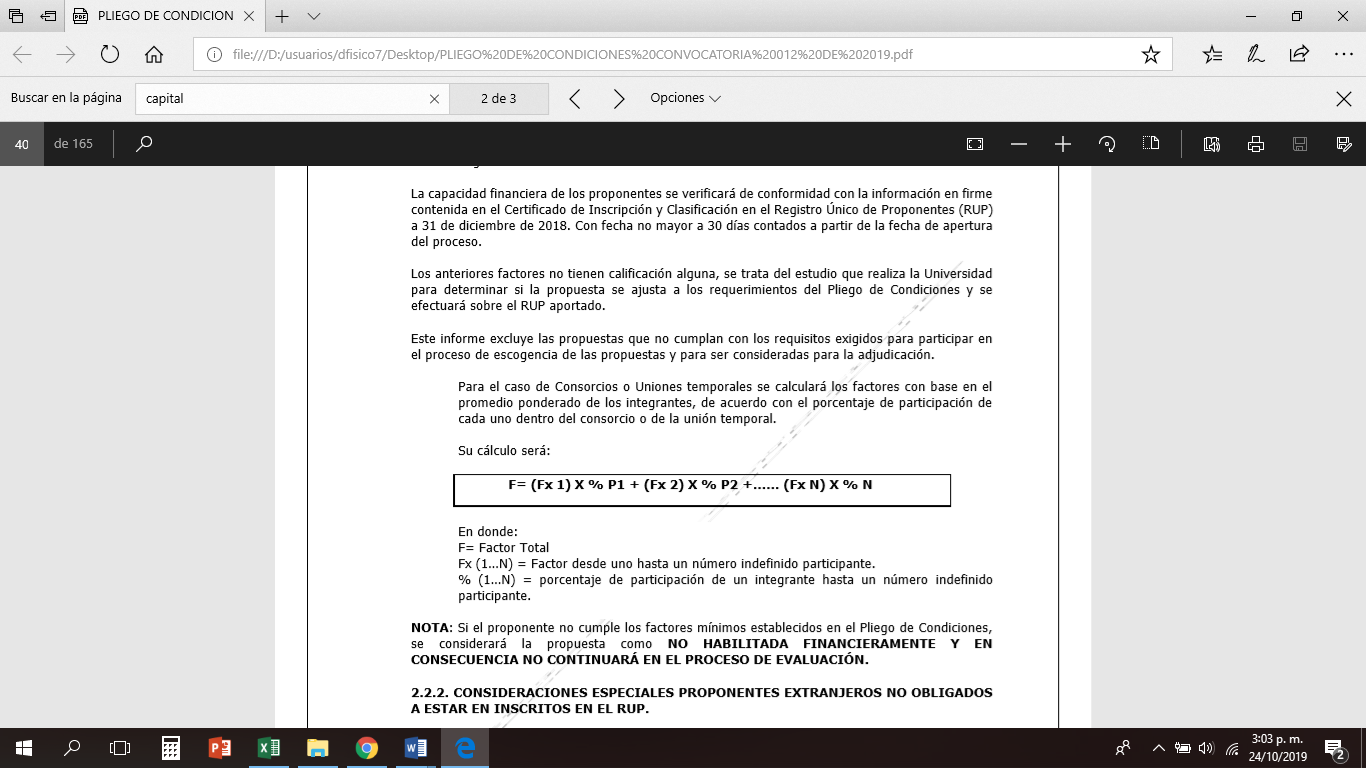 PLIEGO DE CONDICION
file:///D:/usuarios/dfisico7/Desktop/PLIEGO%20DE%20CONDICIONES%20CONVOCATORIA%20012%20DE%202019.pdf
Buscar en la página capital 2 de 3 Opciones
40 de 165
La capacidad financiera de los proponentes se verificará de conformidad con la información en firme
contenida en el Certificado de Inscripción y Clasificación en el Registro Único de Proponentes (RUP)
a 31 de diciembre de 2018. Con fecha no mayor a 30 días contados a partir de la fecha de apertura
del proceso.
Los anteriores factores no tienen calificación alguna, se trata del estudio que realiza la Universidad
para determinar si la propuesta se ajusta a los requerimientos del Pliego de Condiciones y se
efectuará sobre el RUP aportado.
Este informe excluye las propuestas que no cumplan con los requisitos exigidos para participar en
el proceso de escogencia de las propuestas y para ser consideradas para la adjudicación.
Para el caso de Consorcios o Uniones temporales se calculará los factores con base en el
promedio ponderado de los integrantes, de acuerdo con el porcentaje de participación de
cada uno dentro del consorcio o de la unión temporal.
Su cálculo será:
F= (Fx 1) X % P1 + (Fx 2) X % P2 +...... (Fx N) X % N
En donde:
F= Factor Total
Fx (1...N) = Factor desde uno hasta un número indefinido participante.
% (1...N) = porcentaje de participación de un integrante hasta un número indefinido
participante.
NOTA: Si el proponente no cumple los factores mínimos establecidos en el Pliego de Condiciones,
se considerará la propuesta como NO HABILITADA FINANCIERAMENTE Y EN
CONSECUENCIA NO CONTINUARÁ EN EL PROCESO DE EVALUACIÓN.
2.2.2. CONSIDERACIONES ESPECIALES PROPONENTES EXTRANJEROS NO OBLIGADOS
A ESTAR EN INSCRITOS EN EL RUP.
3:03 p. m.
24/10/2019
2